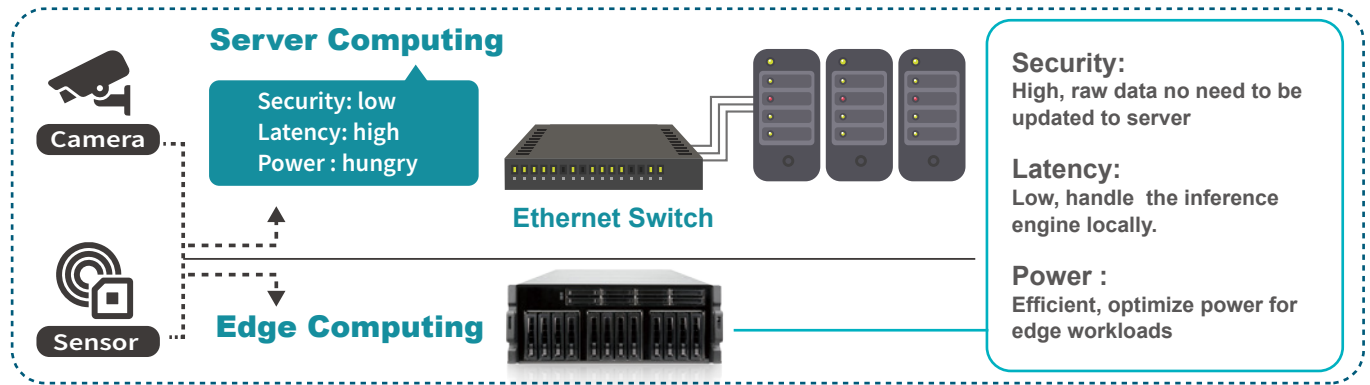 Server Computing
Security: low
Latency: high
Power : hungry
Camera
Ethernet Switch
Sensor
Edge Computing
Security:
High, raw data no need to be
updated to server
Latency:
Low, handle  the inference
engine locally.
Power :
Efficient, optimize power for
edge workloads